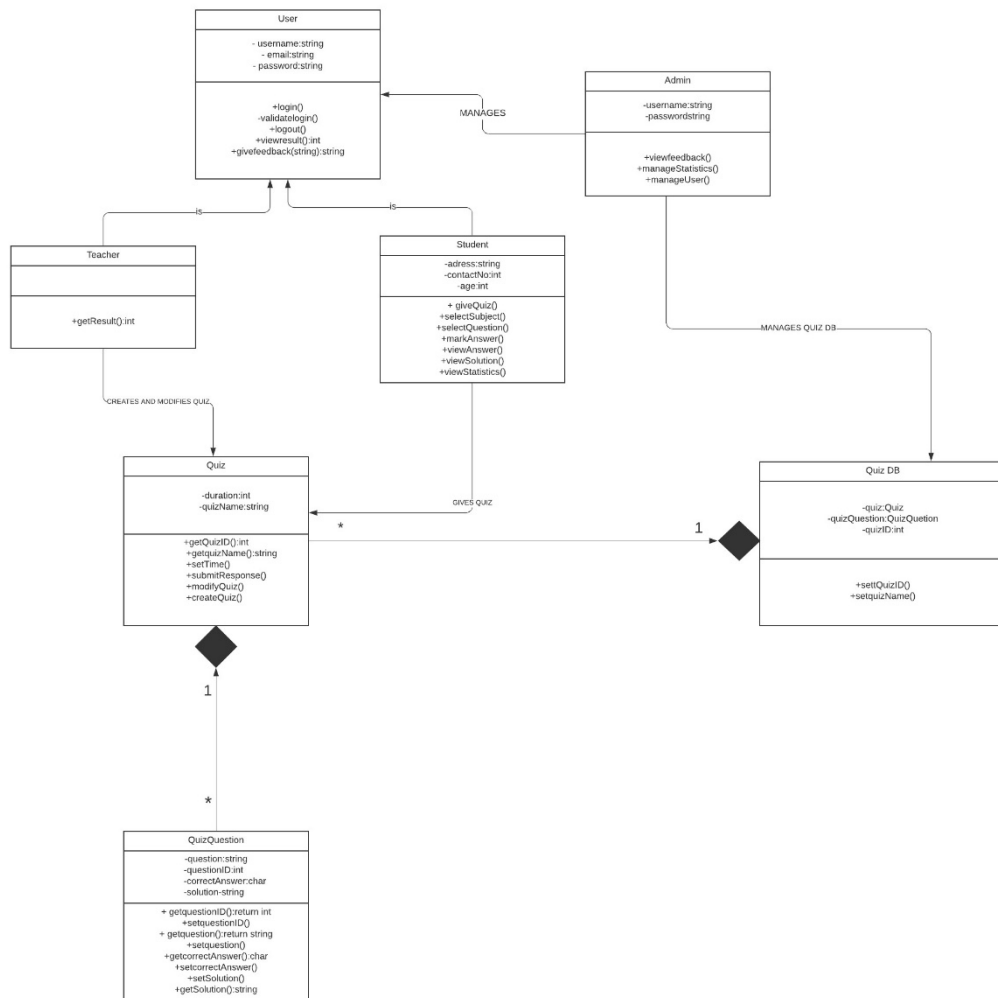 User
- username:string
- email:string
- password:string
+login()
-validatelogin()
+logout()
+viewresult():int
+givefeedback(string):string
Admin
-username:string
-passwordstring
+viewfeedback()
+manageStatistics()
+manageUser()
MANAGES
is
is
Teacher
+getResult():int
Student
-adress:string
-contactNo:int
-age:int
+ giveQuiz()
+selectSubject()
+selectQuestion()
+markAnswer()
+viewAnswer()
+viewSolution()
+viewStatistics()
MANAGES QUIZ DB
CREATES AND MODIFIES QUIZ
GIVES QUIZ
Quiz
-duration:int
-quizName:string
+getQuizID():int
+getquizName():string
+setTime()
+submitResponse()
+modifyQuiz()
+createQuiz()
*
1
Quiz DB
-quiz:Quiz
-quizQuestion:QuizQuetion
-quizID:int
+settQuizID()
+setquizName()
1
*
QuizQuestion
-question:string
-questionID:int
-correctAnswer:char
-solution-string
+ getquestionID():return int
+setquestionID()
+ getquestion():return string
+setquestion()
+getcorrectAnswer():char
+setcorrectAnswer()
+setSolution()
+getSolution():string